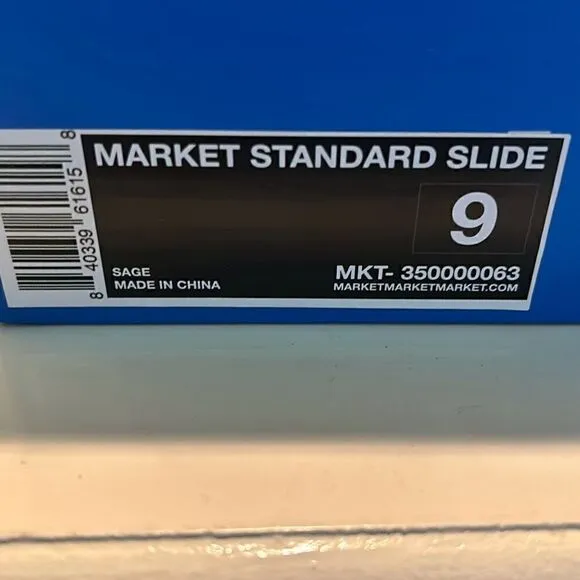 MARKET STANDARD SLIDE
9
SAGE
MADE IN CHINA
MKT- 350000063
MARKETMARKETMARKET.COM
8 40339 61615 8